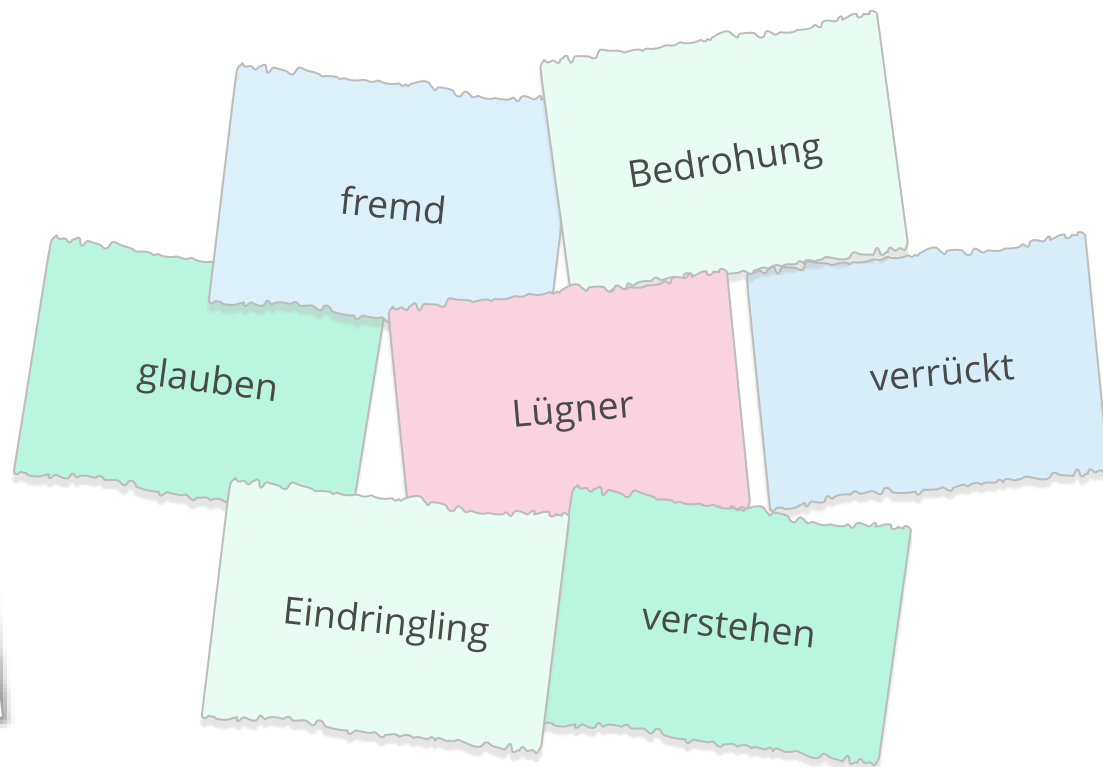 Bedrohung
fremd
glauben
Lügner
verrückt
Eindringling
verstehen